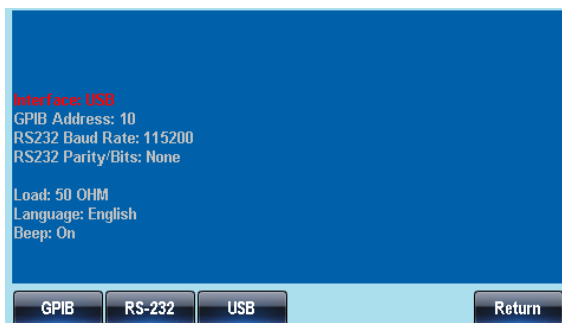 Interface: USB
GPIB Address: 10
RS232 Baud Rate: 115200
RS232 Parity/Bits: None
Load: 50 OHM
Language: English
Beep: On
GPIB RS-232 USB Return